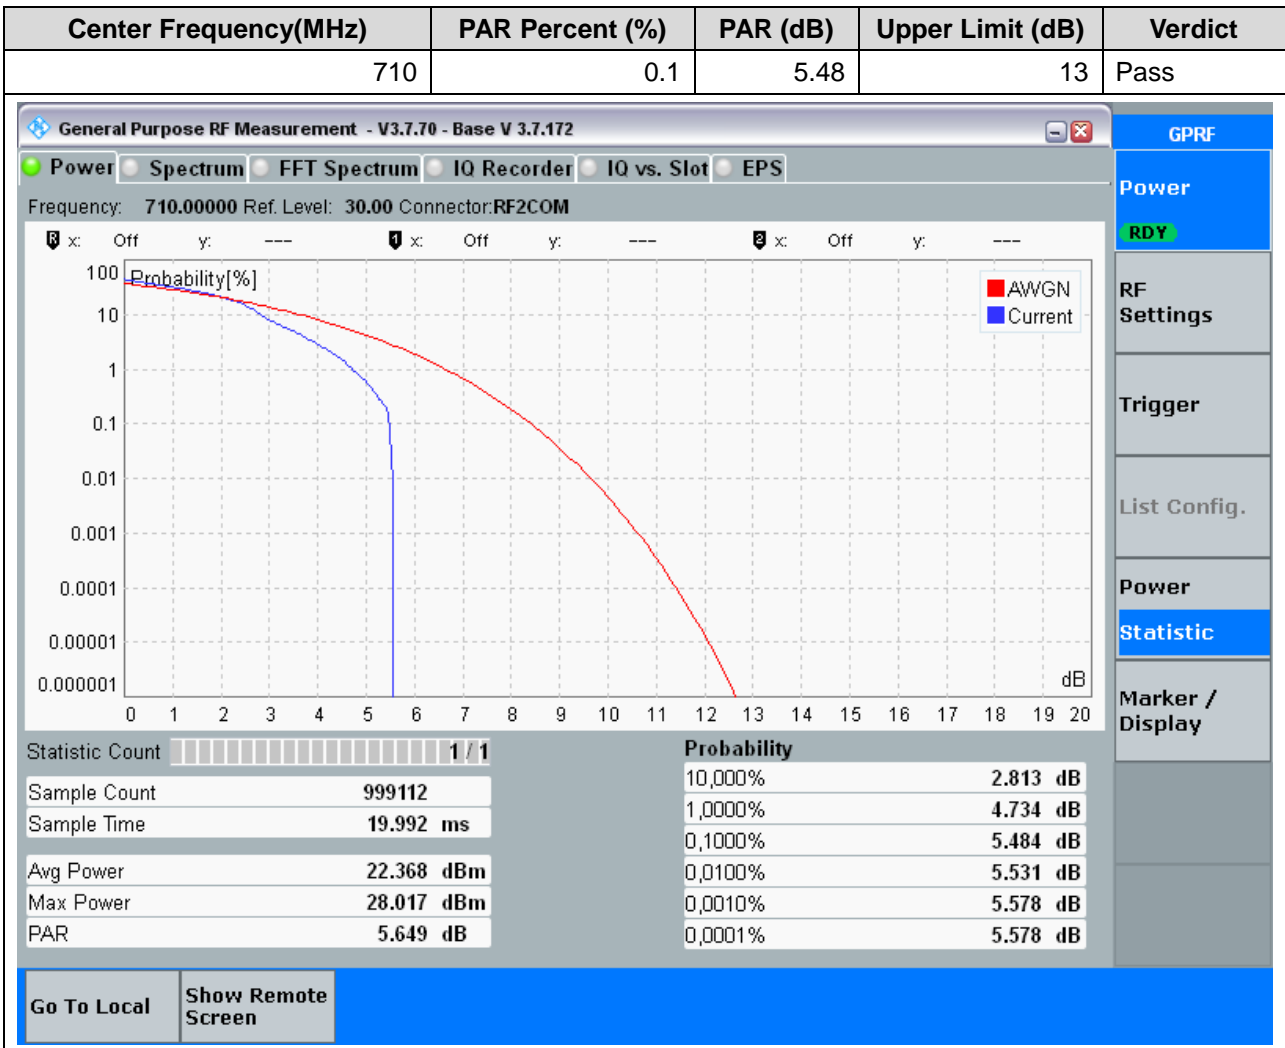 Center Frequency(MHz) PAR Percent (%) PAR (dB) Upper Limit (dB) Verdict
710 0.1 5.48 13 Pass
General Purpose RF Measurement - V3.7.70 - Base V 3.7.172
GPRF
Power Spectrum FFT Spectrum IQ Recorder IQ vs. Slot EPS
Power
RDY
Frequency: 710.00000 Ref. Level: 30.00 Connector:RF2COM
R x: Off y: --- 1 x: Off y: --- 2 x: Off y: ---
Probability[%]
AWGN
Current
100
10
1
0.1
0.01
0.001
0.0001
0.00001
0.000001
dB
0 1 2 3 4 5 6 7 8 9 10 11 12 13 14 15 16 17 18 19 20
RF
Settings
Trigger
List Config.
Power
Statistic
Marker /
Display
Statistic Count 1 / 1
Sample Count 999112
Sample Time 19.992 ms
Avg Power 22.368 dBm
Max Power 28.017 dBm
PAR 5.649 dB
Probability
10,000% 2.813 dB
1,0000% 4.734 dB
0,1000% 5.484 dB
0,0100% 5.531 dB
0,0010% 5.578 dB
0,0001% 5.578 dB
Go To Local
Show Remote
Screen